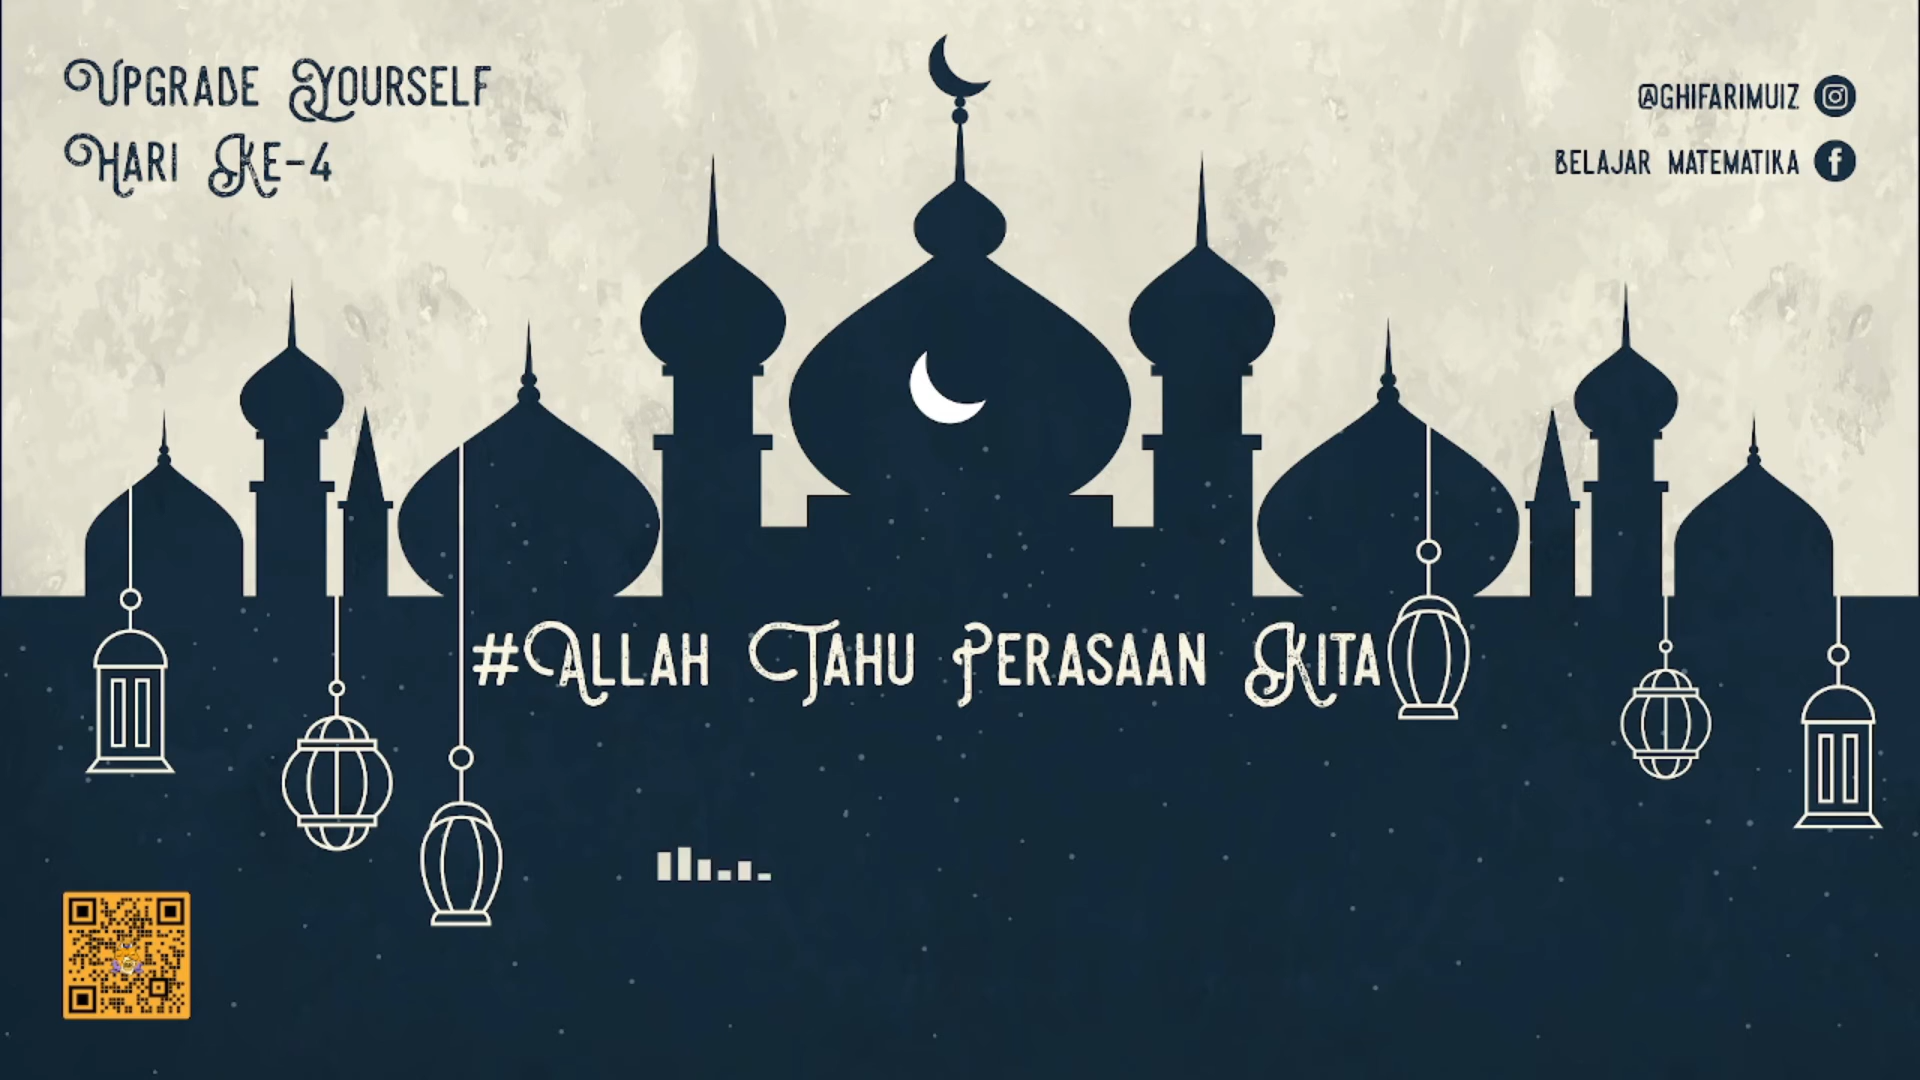 Upgrade Yourself
Hari Ke-4
@GHIFARIMUIZ
BELAJAR MATEMATIKA
#Allah Tahu Perasaan Kita